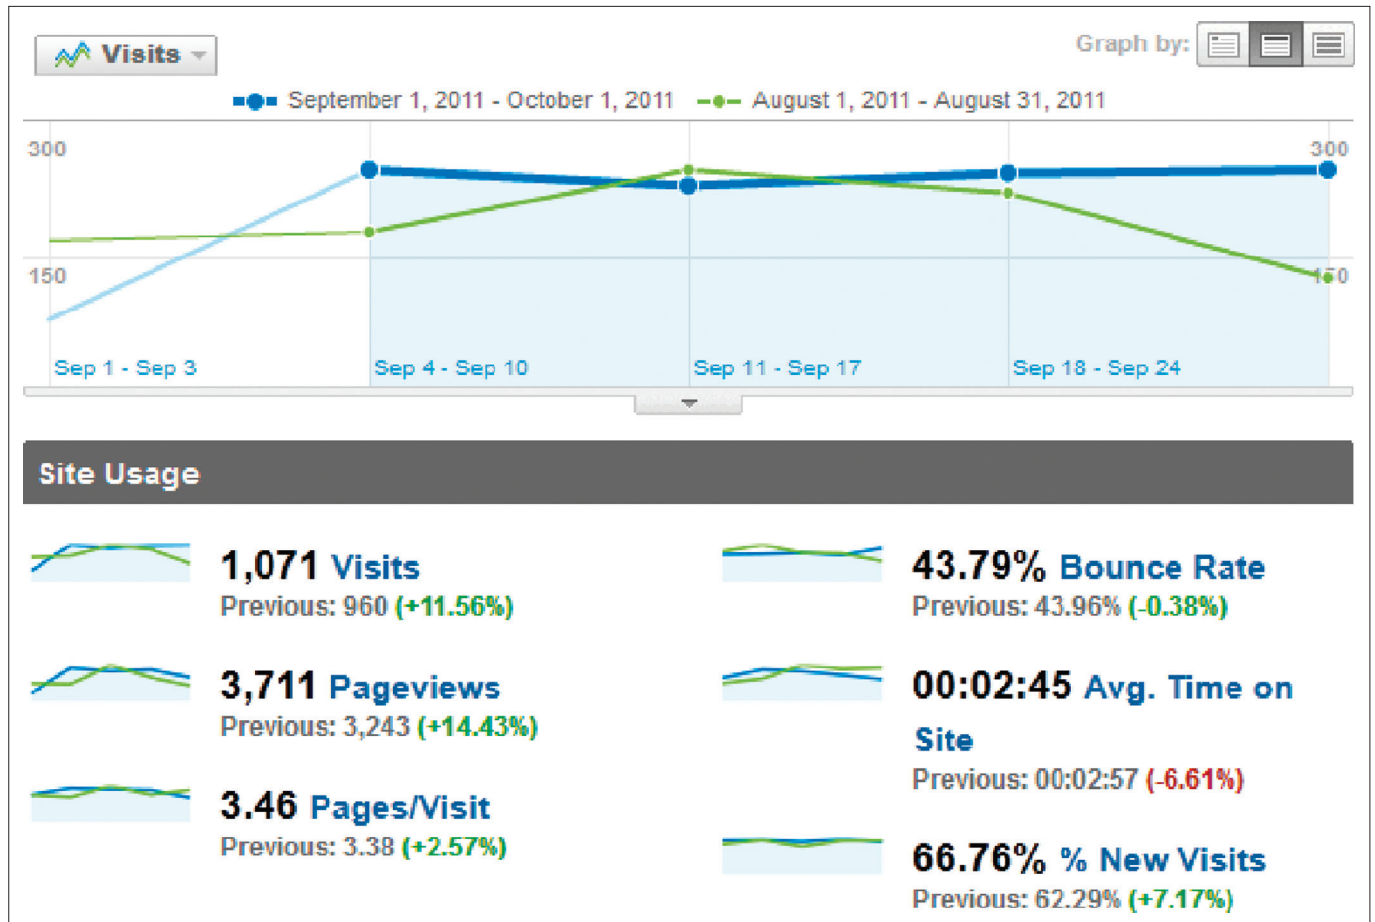 Visits
Graph by:
September 1, 2011 - October 1, 2011 August 1, 2011 - August 31, 2011
300 300
150 150
Sep 1 - Sep 3 Sep 4 - Sep 10 Sep 11 - Sep 17 Sep 18 - Sep 24
Site Usage
1,071 Visits
Previous: 960 (+11.56%)
3,711 Pageviews
Previous: 3,243 (+14.43%)
3.46 Pages/Visit
Previous: 3.38 (+2.57%)
43.79% Bounce Rate
Previous: 43.96% (-0.38%)
00:02:45 Avg. Time on
Site
Previous: 00:02:57 (-6.61%)
66.76% % New Visits
Previous: 62.29% (+7.17%)